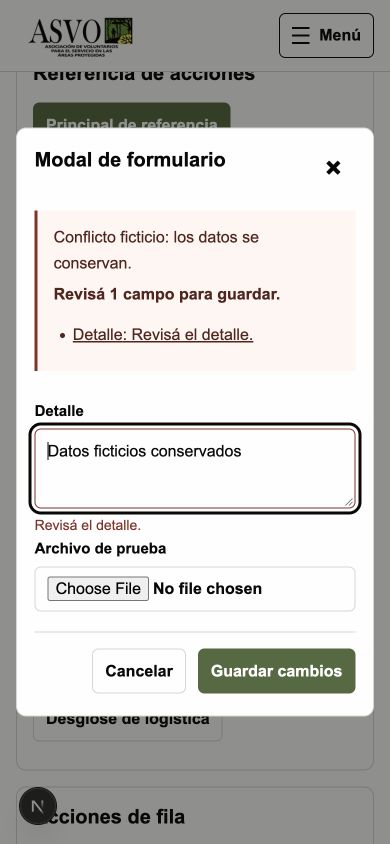 ASVO
ASOCIACIÓN DE VOLUNTARIOS
PARA EL SERVICIO EN LAS
ÁREAS PROTEGIDAS
Menú
Referencia de acciones
Principal de referencia
Modal de formulario
Conflicto ficticio: los datos se
conservan.
Revisá 1 campo para guardar.
• Detalle: Revisá el detalle.
Detalle
Datos ficticios conservados
Revisá el detalle.
Archivo de prueba
Choose File No file chosen
Cancelar Guardar cambios
Desglose de logística
N
cciones de fila